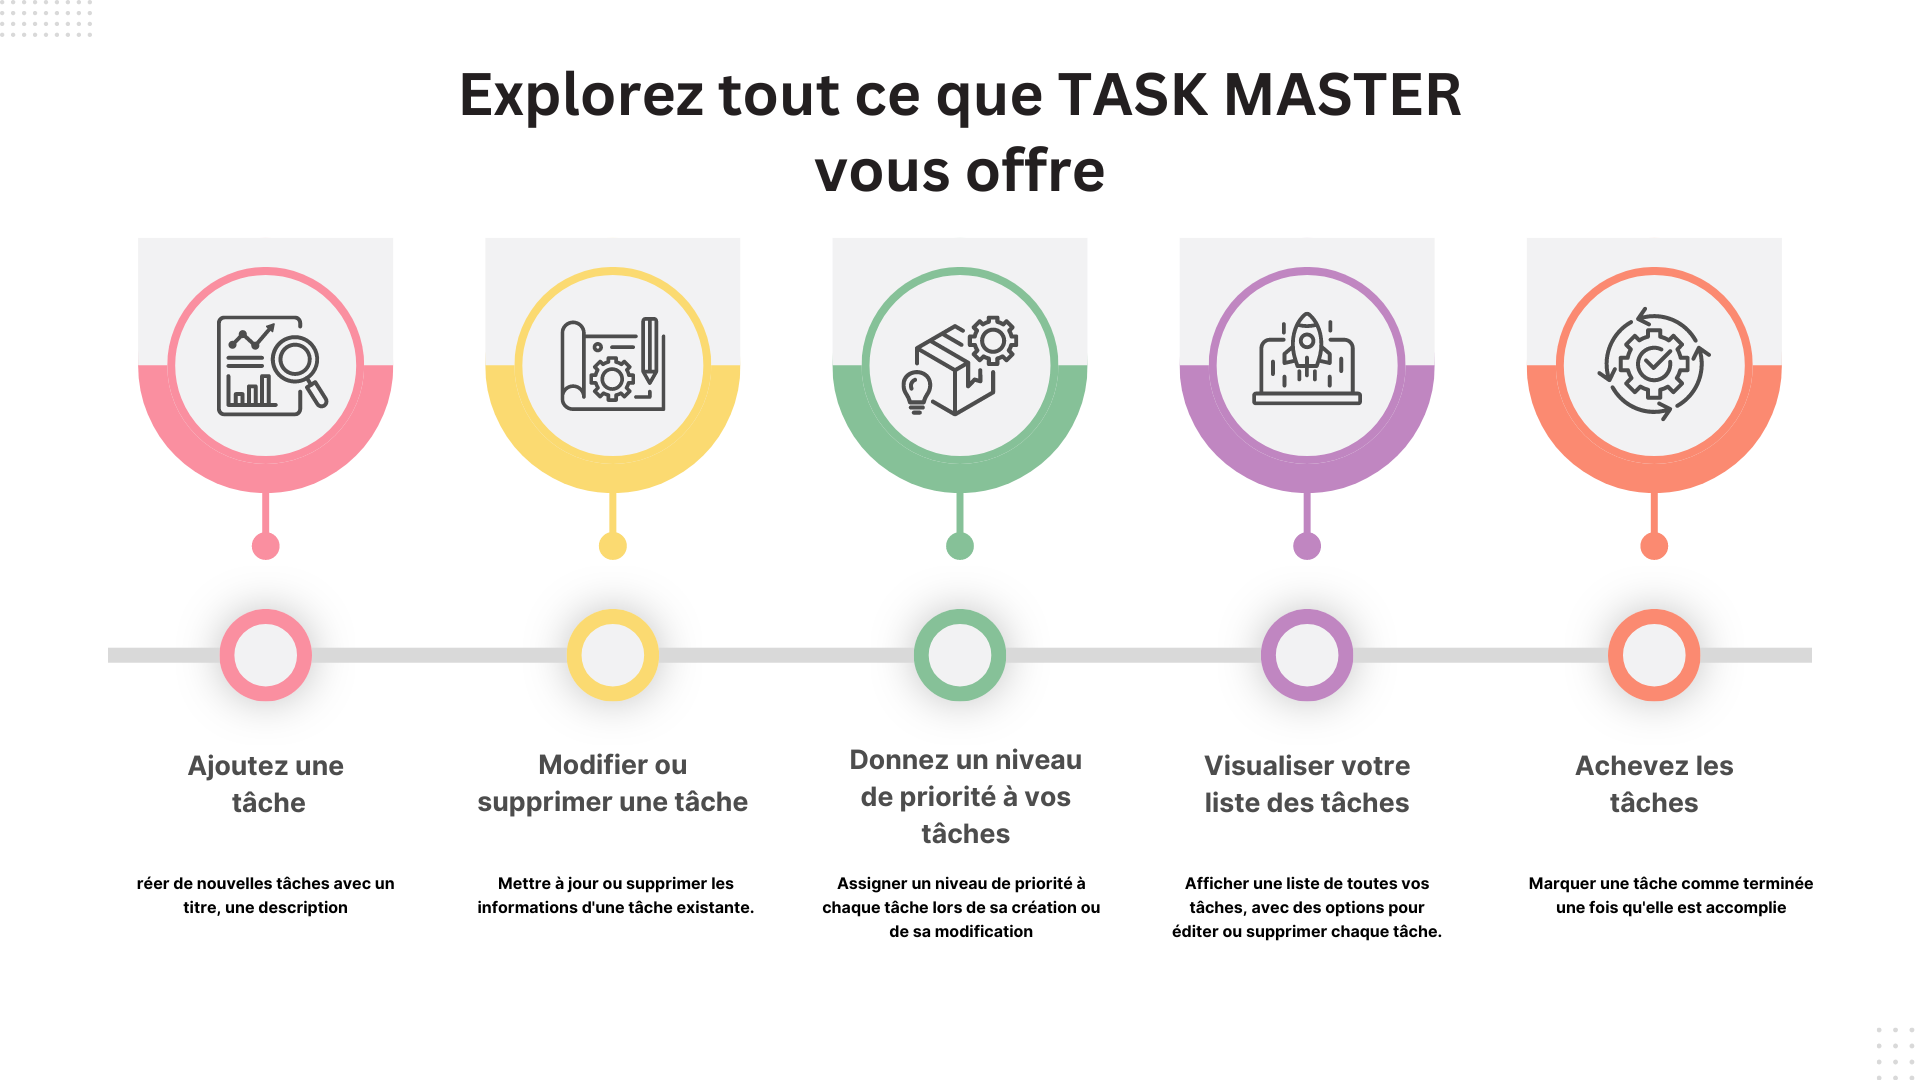 Explorez tout ce que TASK MASTER
vous offre
Ajoutez une
tâche
réer de nouvelles tâches avec un
titre, une description
Modifier ou
supprimer une tâche
Mettre à jour ou supprimer les
informations d'une tâche existante.
Donnez un niveau
de priorité à vos
tâches
Assigner un niveau de priorité à
chaque tâche lors de sa création ou
de sa modification
Visualiser votre
liste des tâches
Afficher une liste de toutes vos
tâches, avec des options pour
éditer ou supprimer chaque tâche.
Achevez les
tâches
Marquer une tâche comme terminée
une fois qu'elle est accomplie